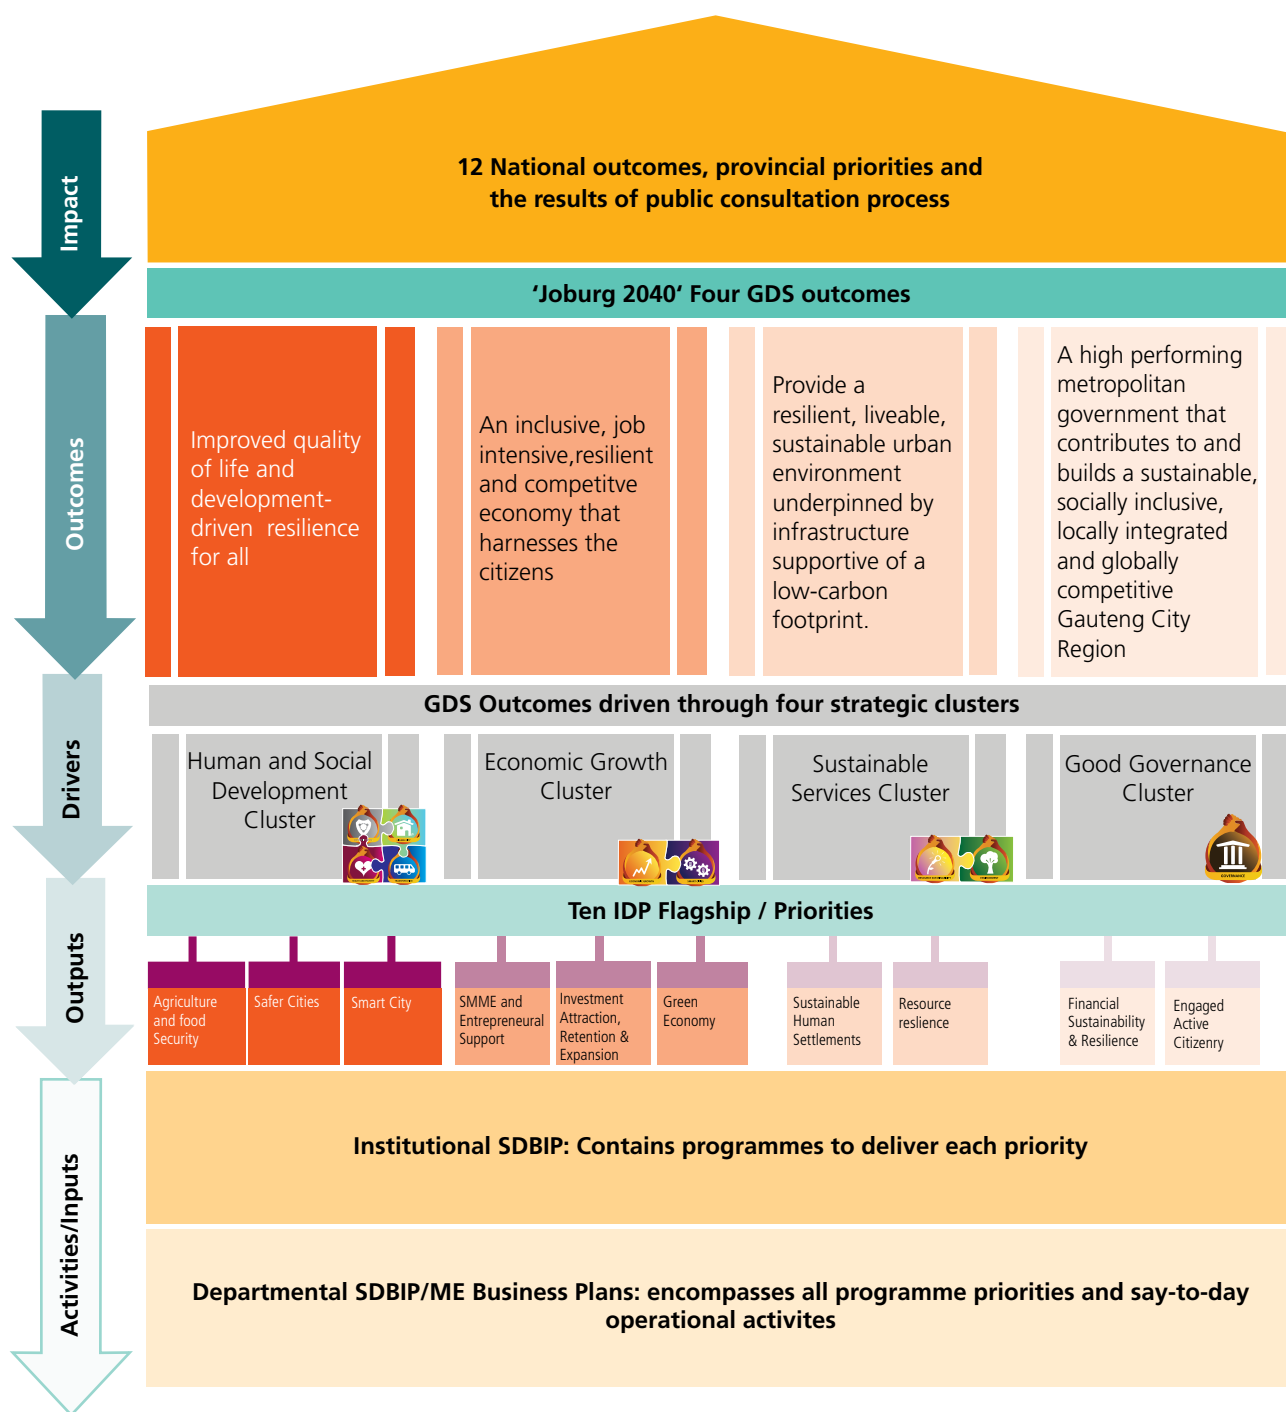 12 National outcomes, provincial priorities and
the results of public consultation process
Impact
‘Joburg 2040‘ Four GDS outcomes
Outcomes
Improved quality
of life and
development-
driven resilience
for all
An inclusive, job
intensive,resilient
and competitve
economy that
harnesses the
citizens
Provide a
resilient, liveable,
sustainable urban
environment
underpinned by
infrastructure
supportive of a
low-carbon
footprint.
A high performing
metropolitan
government that
contributes to and
builds a sustainable,
socially inclusive,
locally integrated
and globally
competitive
Gauteng City
Region
GDS Outcomes driven through four strategic clusters
Drivers
Human and Social
Development
Cluster
Economic Growth
Cluster
Sustainable
Services Cluster
Good Governance
Cluster
GOVERNANCE
Ten IDP Flagship / Priorities
Outputs
Agriculture
and food
Security
Safer Cities
Smart City
SMME and
Entrepreneural
Support
Investment
Attraction,
Retention &
Expansion
Green
Economy
Sustainable
Human
Settlements
Resource
reslience
Financial
Sustainability
& Resilience
Engaged
Active
Citizenry
Activities/Inputs
Institutional SDBIP: Contains programmes to deliver each priority
Departmental SDBIP/ME Business Plans: encompasses all programme priorities and say-to-day
operational activites